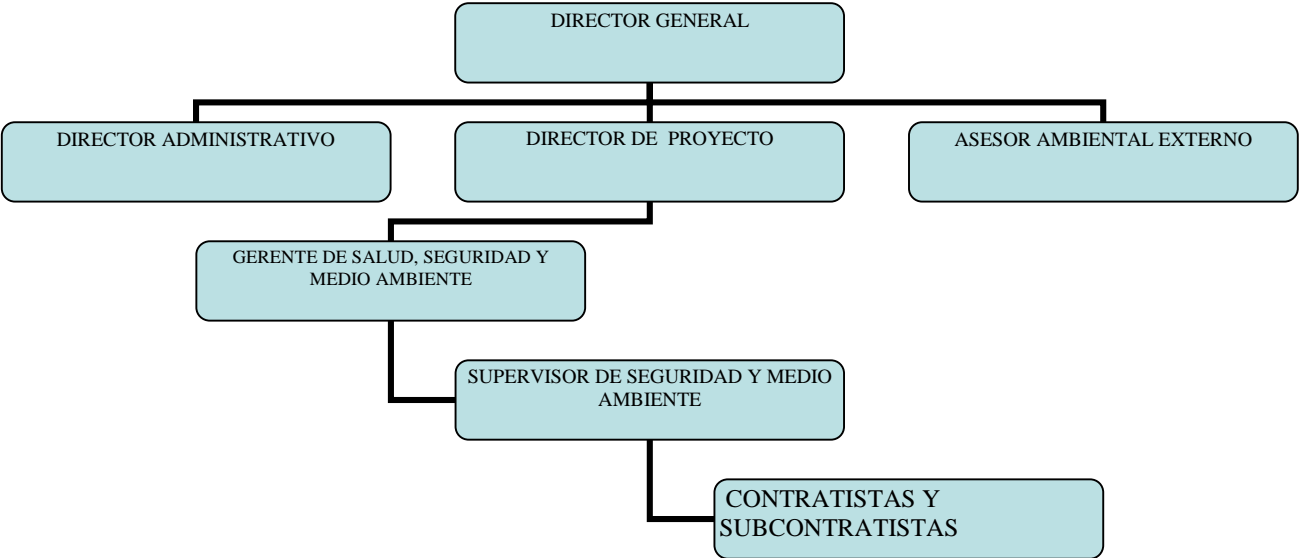 DIRECTOR GENERAL
DIRECTOR ADMINISTRATIVO
DIRECTOR DE PROYECTO
ASESOR AMBIENTAL EXTERNO
GERENTE DE SALUD, SEGURIDAD Y
MEDIO AMBIENTE
SUPERVISOR DE SEGURIDAD Y MEDIO
AMBIENTE
CONTRATISTAS Y
SUBCONTRATISTAS